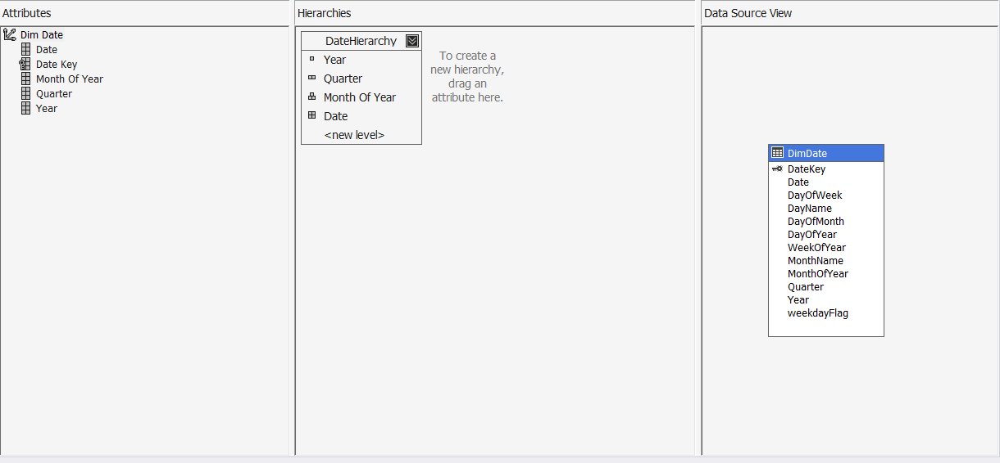 Attributes
Dim Date
Date
Date Key
Month Of Year
Quarter
Year
Hierarchies
DateHierarchy
Year
Quarter
Month Of Year
Date
<new level>
To create a
new hierarchy,
drag an
attribute here.
Data Source View
DimDate
DateKey
Date
DayOfWeek
DayName
DayOfMonth
DayOfYear
WeekOfYear
MonthName
MonthOfYear
Quarter
Year
weekdayFlag